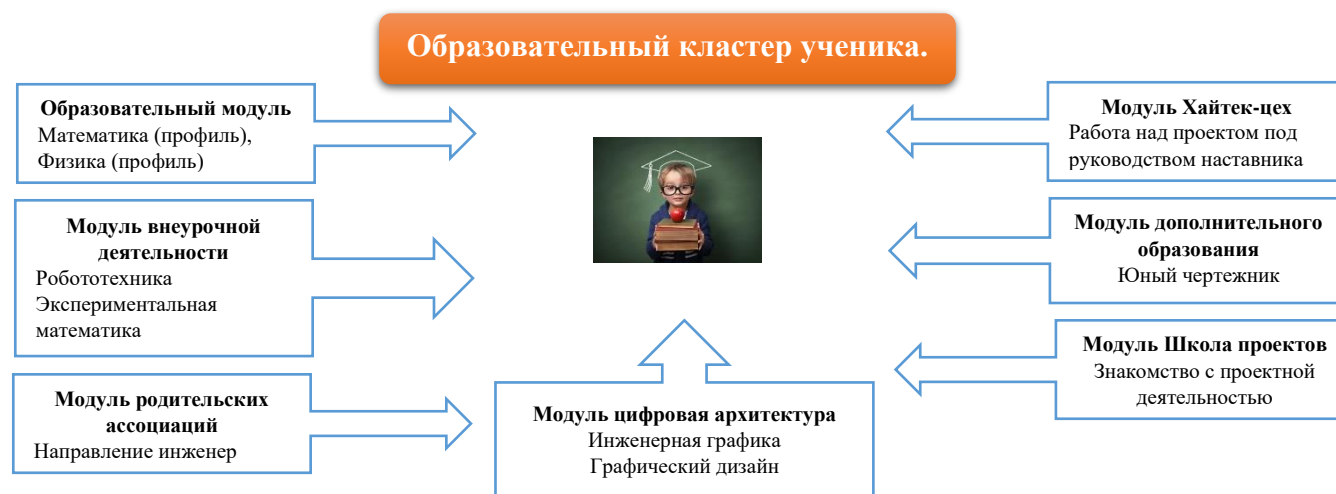 Образовательный кластер ученика.
Образовательный модуль
Математика (профиль),
Физика (профиль)
Модуль внеурочной
деятельности
Робототехника
Экспериментальная
математика
Модуль родительских
ассоциаций
Направление инженер
Модуль цифровая архитектура
Инженерная графика
Графический дизайн
Модуль Хайтек-цех
Работа над проектом под
руководством наставника
Модуль дополнительного
образования
Юный чертежник
Модуль Школа проектов
Знакомство с проектной
деятельностью